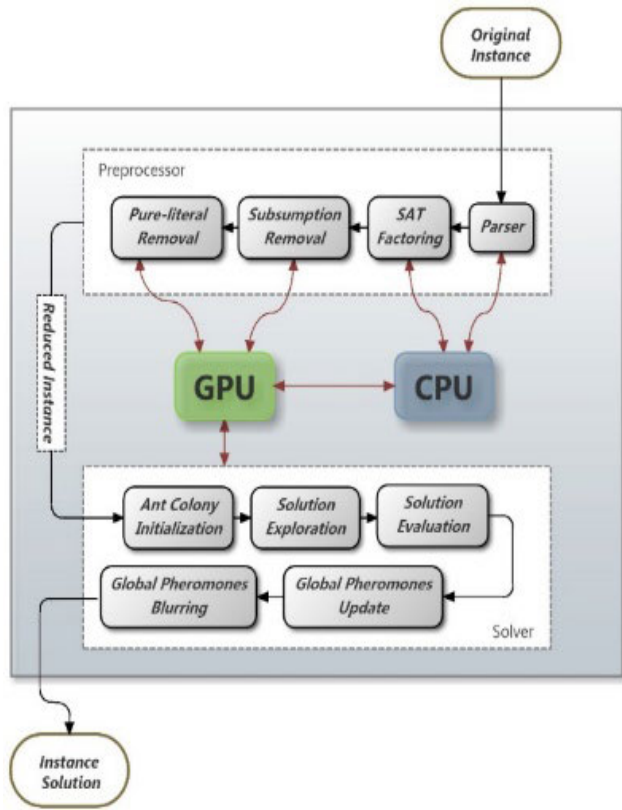 Original
Instance
Preprocessor
Pure-literal
Removal
Subsumption
Removal
SAT
Factoring
Parser
Reduced Instance
GPU
CPU
Ant Colony
Initialization
Solution
Exploration
Solution
Evaluation
Global Pheromones
Blurring
Global Pheromones
Update
Solver
Instance
Solution